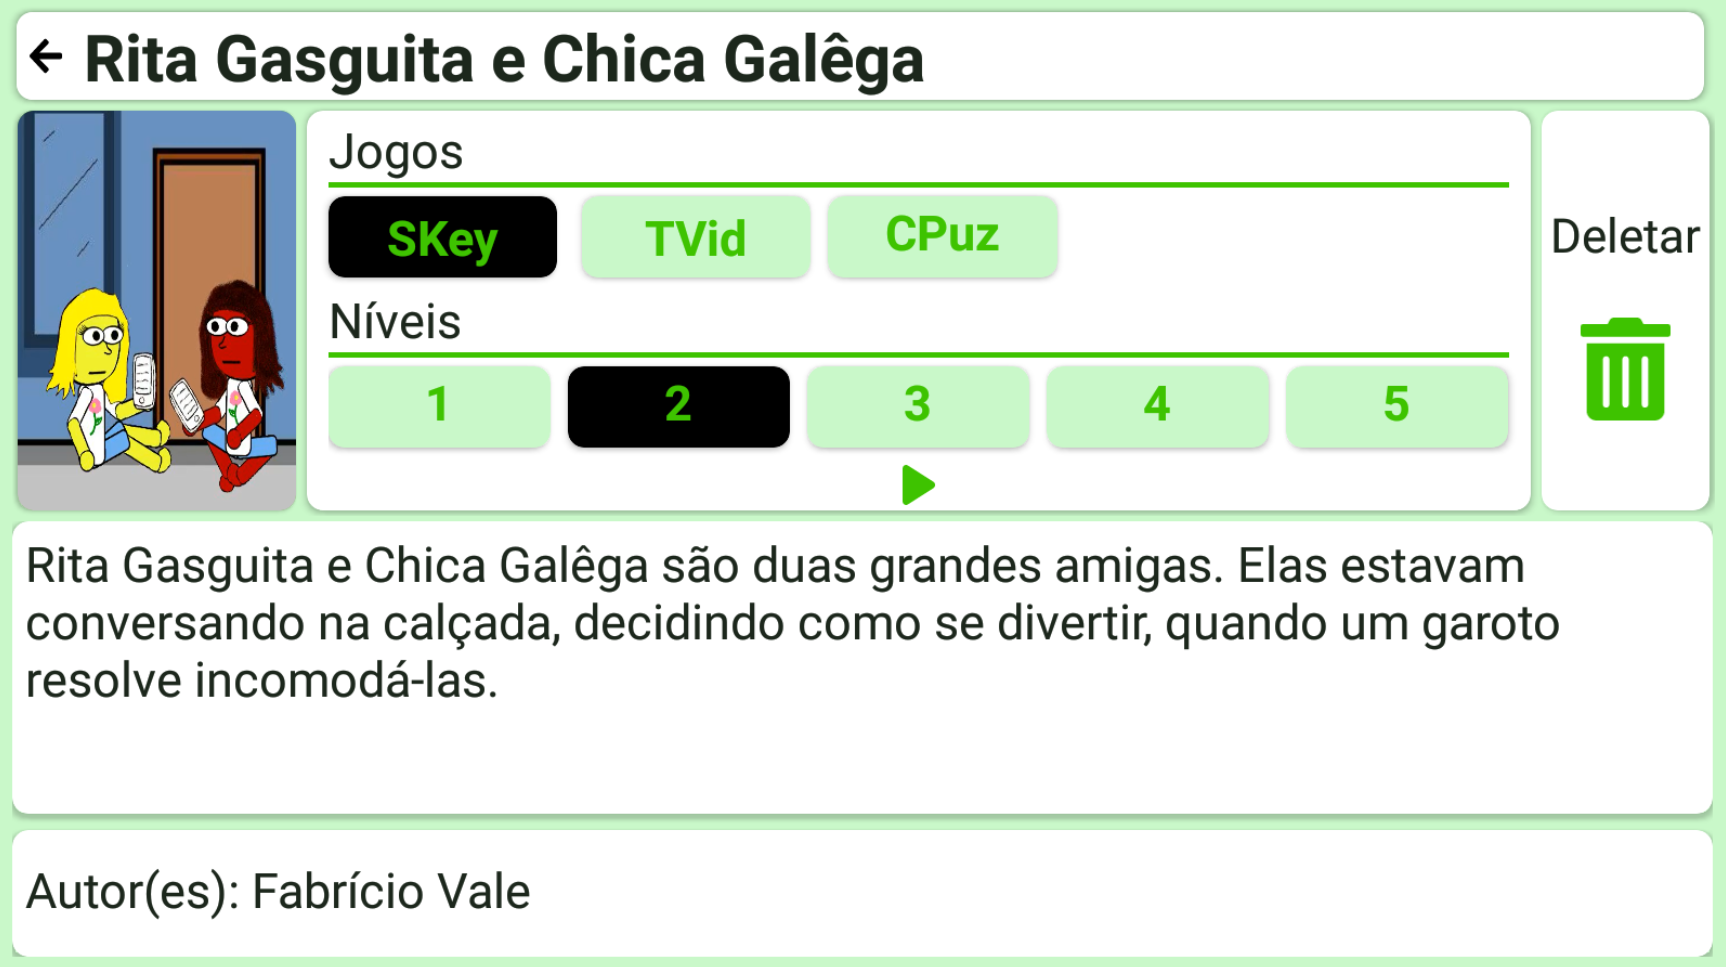 Rita Gasguita e Chica Galêga
Jogos
SKey TVid CPuz
Níveis
1 2 3 4 5
Deletar
Rita Gasguita e Chica Galêga são duas grandes amigas. Elas estavam
conversando na calçada, decidindo como se divertir, quando um garoto
resolve incomodá-las.
Autor(es): Fabrício Vale